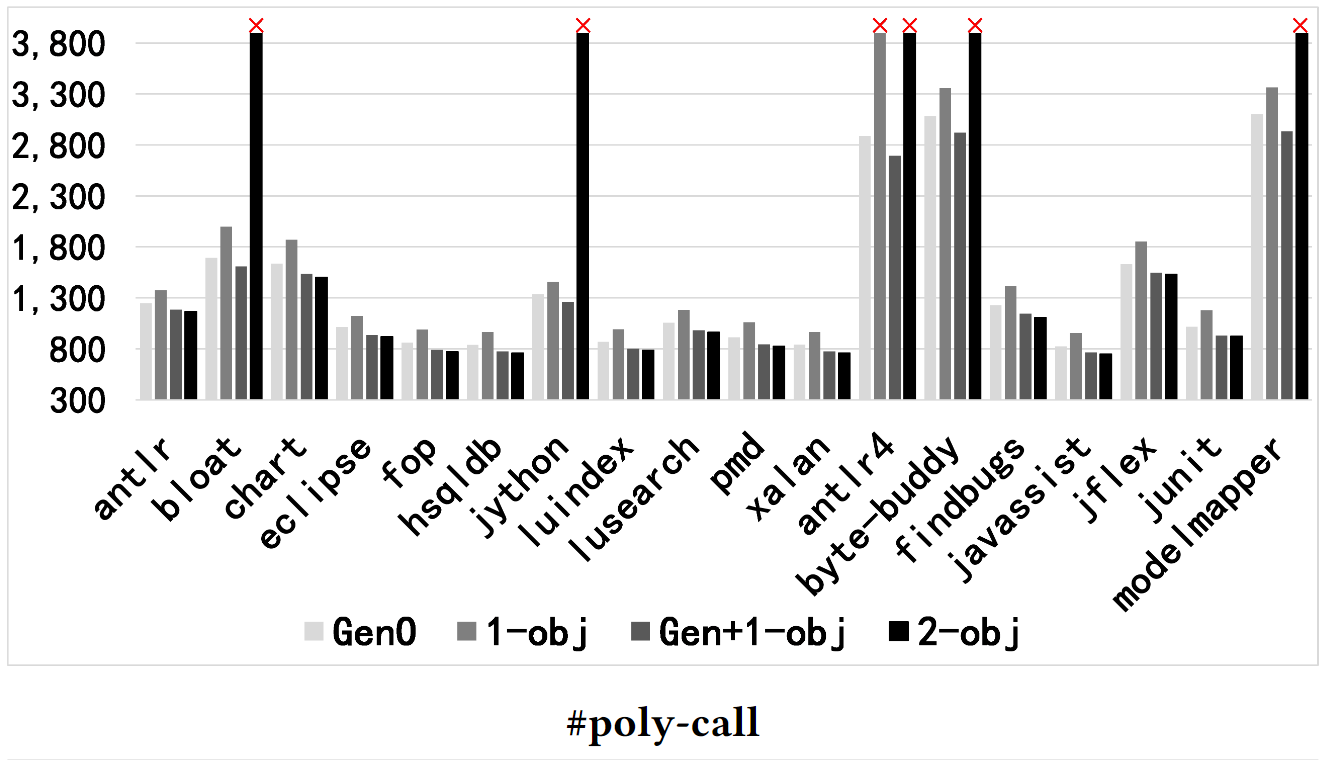 3,800
3,300
2,800
2,300
1,800
1,300
800
300
antlr
bloat
chart
eclipse
fop
hsqldb
jython
luindex
lusearch
pmd
xalan
antlr4
byte-buddy
findbugs
javassist
jflex
junit
modelmapper
Gen0 1-obj Gen+1-obj 2-obj
#poly-call